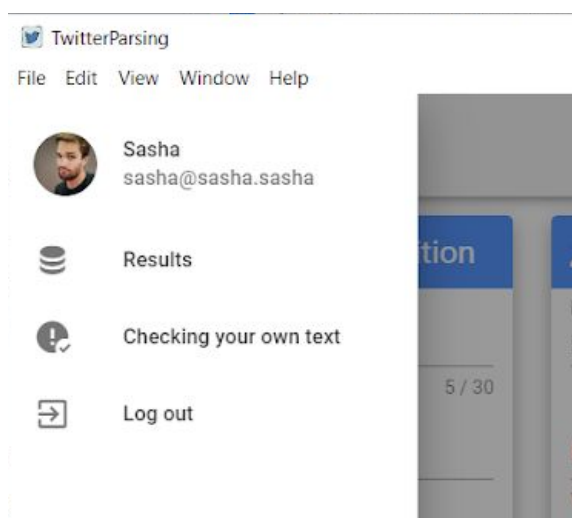 TwitterParsing
File Edit View Window Help
Sasha
sasha@sasha.sasha
Results
tion
Checking your own text
5 / 30
Log out